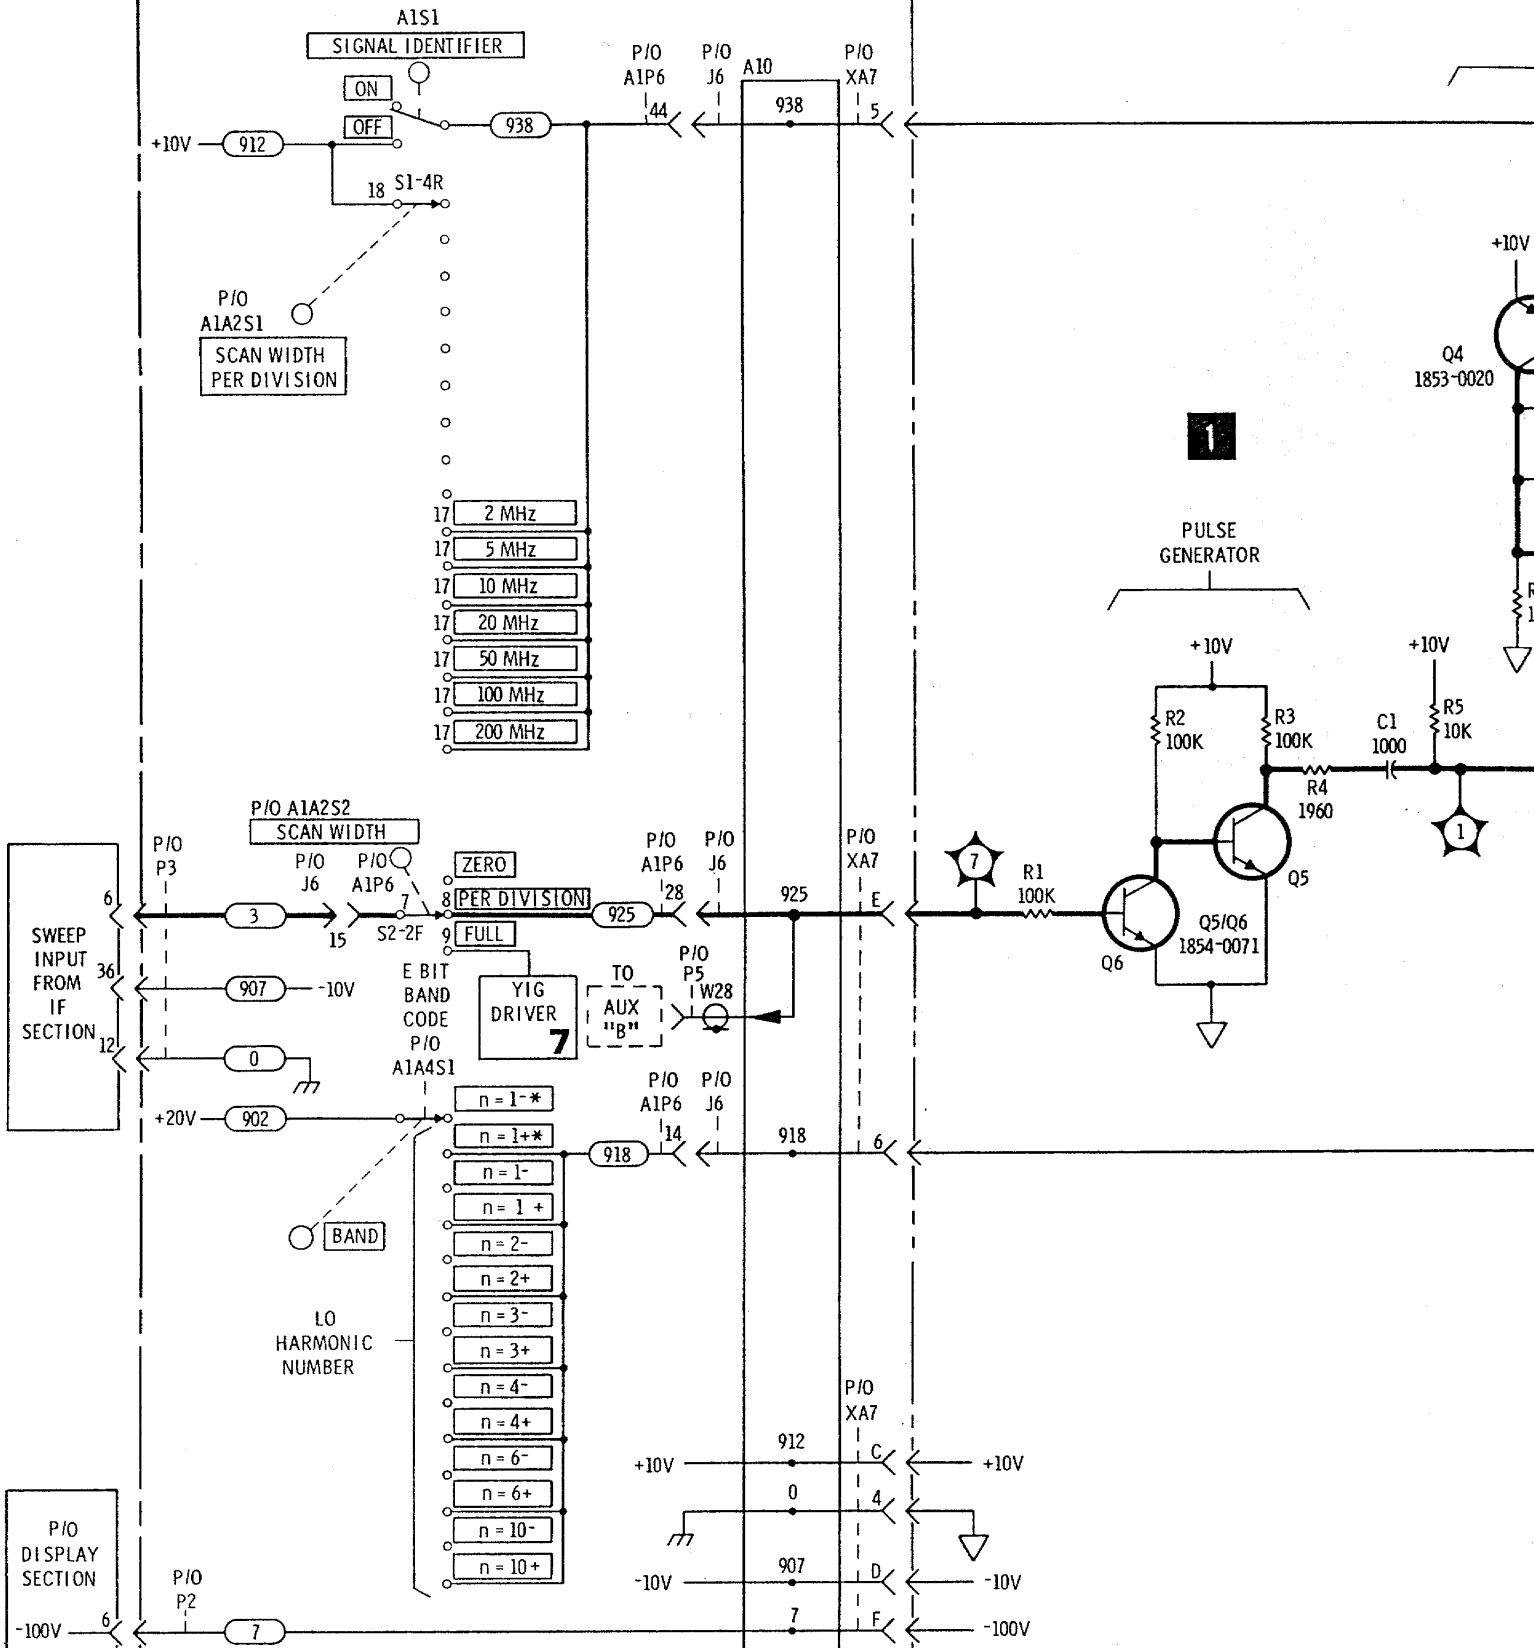 A1S1
SIGNAL IDENTIFIER
ON
OFF
+10V
912
938
P/O
A1P6
44
P/O
J6
A10
938
P/O
XA7
5
18
S1-4R
P/O
A1A2S1
SCAN WIDTH
PER DIVISION
+10V
Q4
1853-0020
1
17
2 MHz
17
5 MHz
17
10 MHz
17
20 MHz
17
50 MHz
17
100 MHz
17
200 MHz
PULSE
GENERATOR
+10V
+10V
R2
100K
R3
100K
C1
1000
R5
10K
R4
1960
1
Q5
R
1
P/O A1A2S2
SCAN WIDTH
P/O
P3
P/O
J6
P/O
A1P6
ZERO
PER DIVISION
FULL
7
8
9
6
3
15
S2-2F
925
P/O
A1P6
28
P/O
J6
925
P/O
XA7
E
7
R1
100K
Q5/Q6
1854-0071
Q6
SWEEP
INPUT
FROM
IF
SECTION
36
907
-10V
12
0
E BIT
BAND
CODE
P/O
A1A4S1
YIG
DRIVER
7
TO
AUX
"B"
P/O
P5
W28
+20V
902
n = 1-*
n = 1+*
n = 1-
n = 1 +
n = 2-
n = 2+
n = 3-
n = 3+
n = 4-
n = 4+
n = 6-
n = 6+
n = 10-
n = 10+
918
P/O
A1P6
14
P/O
J6
918
6
BAND
LO
HARMONIC
NUMBER
P/O
XA7
+10V
912
C
+10V
0
4
-10V
907
D
-10V
P/O
DISPLAY
SECTION
-100V
6
P/O
P2
7
7
F
-100V